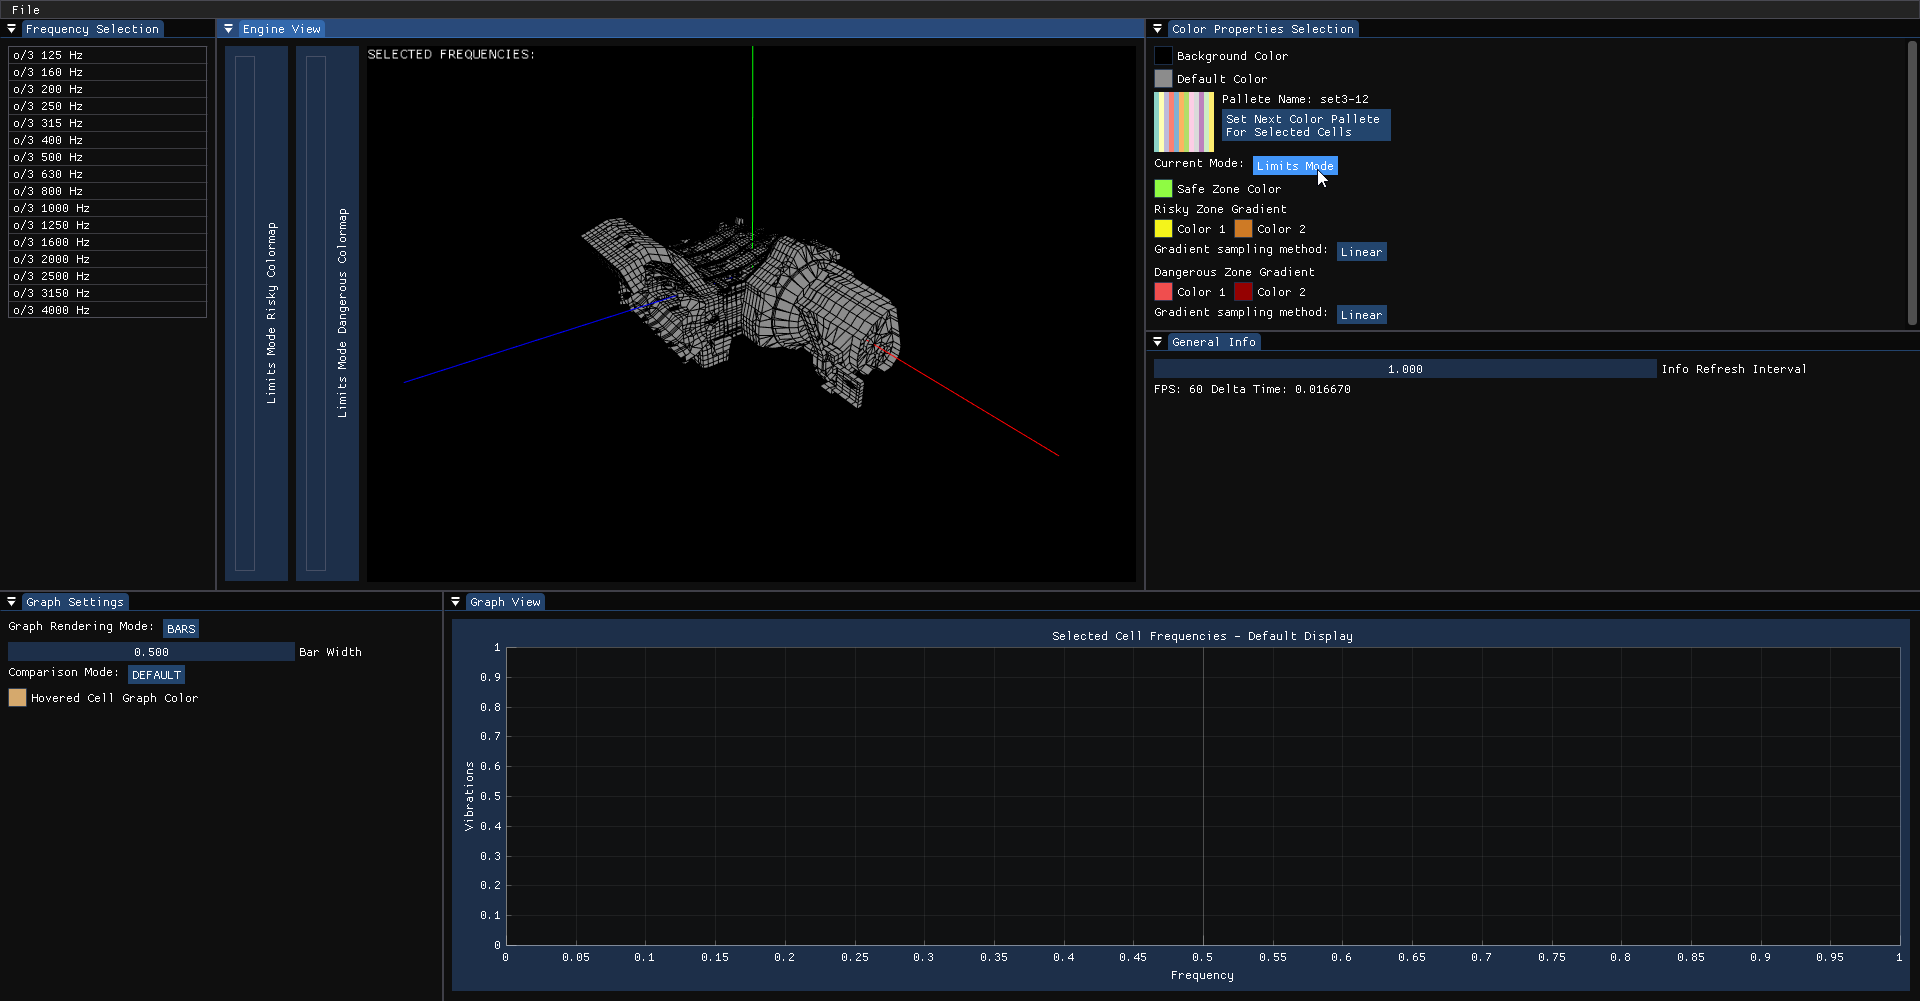 File
Frequency Selection
o/3 125 Hz
o/3 160 Hz
o/3 200 Hz
o/3 250 Hz
o/3 315 Hz
o/3 400 Hz
o/3 500 Hz
o/3 630 Hz
o/3 800 Hz
o/3 1000 Hz
o/3 1250 Hz
o/3 1600 Hz
o/3 2000 Hz
o/3 2500 Hz
o/3 3150 Hz
o/3 4000 Hz
Engine View
Limits Mode Risky Colormap
Limits Mode Dangerous Colormap
SELECTED FREQUENCIES:
Color Properties Selection
Background Color
Default Color
Pallete Name: set3-12
Set Next Color Pallete
For Selected Cells
Current Mode: Limits Mode
Safe Zone Color
Risky Zone Gradient
Color 1 Color 2
Gradient sampling method: Linear
Dangerous Zone Gradient
Color 1 Color 2
Gradient sampling method: Linear
General Info
1.000 Info Refresh Interval
FPS: 60 Delta Time: 0.016670
Graph Settings
Graph Rendering Mode: BARS
0.500 Bar Width
Comparison Mode: DEFAULT
Hovered Cell Graph Color
Graph View
Selected Cell Frequencies - Default Display
Vibrations
1
0.9
0.8
0.7
0.6
0.5
0.4
0.3
0.2
0.1
0
0 0.05 0.1 0.15 0.2 0.25 0.3 0.35 0.4 0.45 0.5 0.55 0.6 0.65 0.7 0.75 0.8 0.85 0.9 0.95 1
Frequency